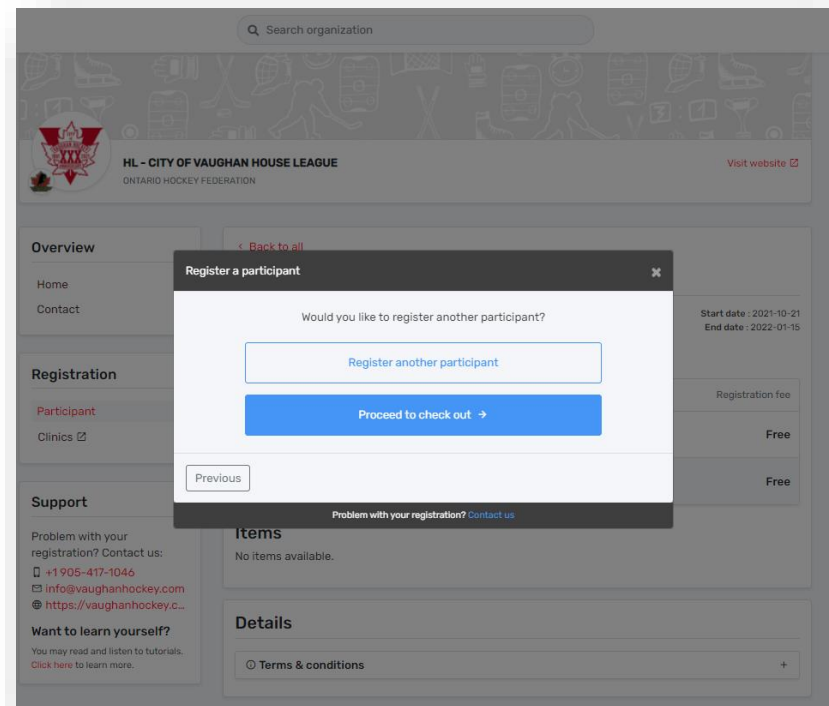 Search organization
XXX
HL - CITY OF VAUGHAN HOUSE LEAGUE
ONTARIO HOCKEY FEDERATION
Visit website
Overview
Home
Contact
Registration
Participant
Clinics
Support
Problem with your
registration? Contact us:
+1 905-417-1046
info@vaughanhockey.com
https://vaughanhockey.c...
Want to learn yourself?
You may read and listen to tutorials.
Click here to learn more.
< Back to all
Register a participant
Would you like to register another participant?
Register another participant
Proceed to check out →
Previous
Problem with your registration? Contact us
Start date : 2021-10-21
End date : 2022-01-15
Registration fee
Free
Free
Items
No items available.
Details
Terms & conditions +